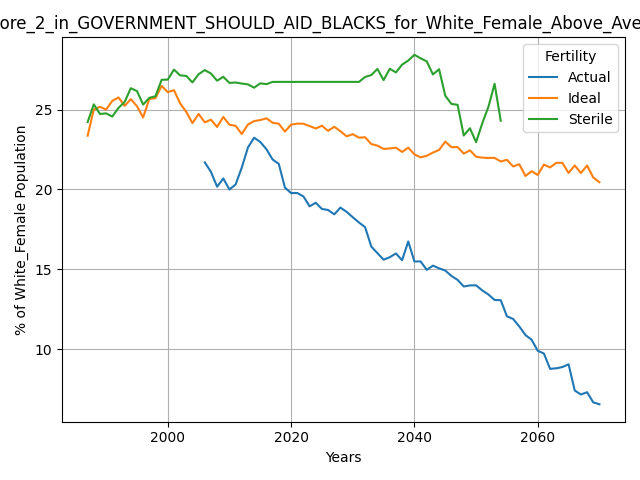 ore_2_in_GOVERNMENT_SHOULD_AID_BLACKS_for_White_Female_Above_Ave
Fertility
Actual
Ideal
Sterile
% of White_Female Population
25
20
15
10
2000 2020 2040 2060
Years